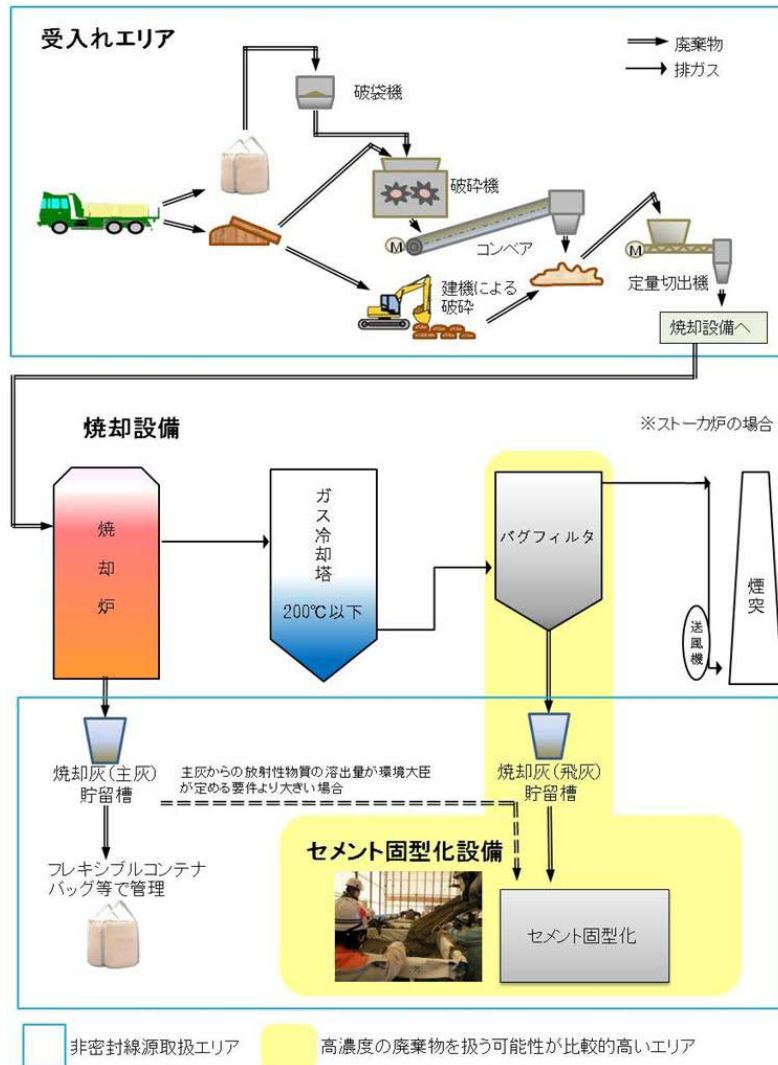 受入れエリア
廃棄物
排ガス
破袋機
破砕機
M
コンベア
建機による
破砕
M
定量切出機
焼却設備へ
焼却設備
※ストーカ炉の場合
焼却炉
ガス冷却塔
200℃以下
バグフィルタ
送風機
煙突
焼却灰(主灰)
貯留槽
主灰からの放射性物質の溶出量が環境大臣
が定める要件より大きい場合
焼却灰(飛灰)
貯留槽
フレキシブルコンテナ
バッグ等で管理
セメント固型化設備
セメント固型化
非密封線源取扱エリア
高濃度の廃棄物を扱う可能性が比較的高いエリア